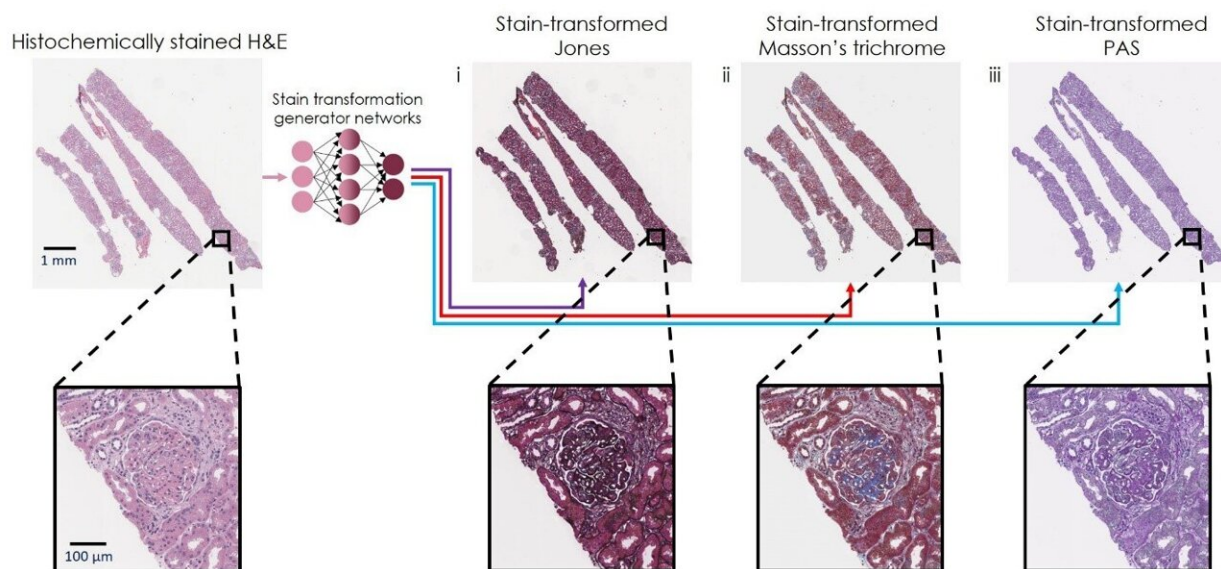 Histochemically stained H&E
Stain transformation
generator networks
Stain-transformed
Jones
Stain-transformed
Masson's trichrome
Stain-transformed
PAS
i
ii
iii
1 mm
100 µm